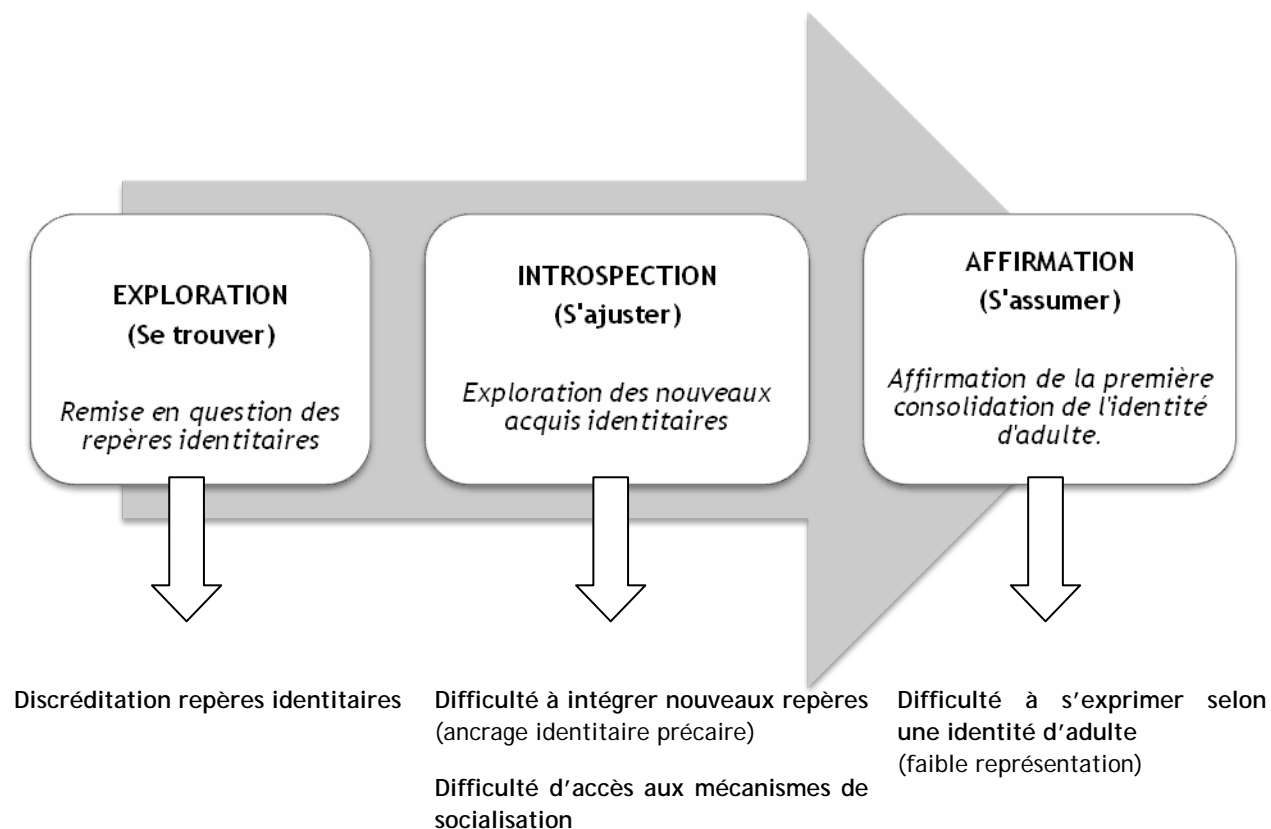 EXPLORATION
(Se trouver)
Remise en question des
repères identitaires
INTROSPECTION
(S'ajuster)
Exploration des nouveaux
acquis identitaires
AFFIRMATION
(S'assumer)
Affirmation de la première
consolidation de l'identité
d'adulte.
Discréditation repères identitaires
Difficulté à intégrer nouveaux repères
(ancrage identitaire précaire)
Difficulté d’accès aux mécanismes de
socialisation
Difficulté à s’exprimer selon
une identité d’adulte
(faible représentation)